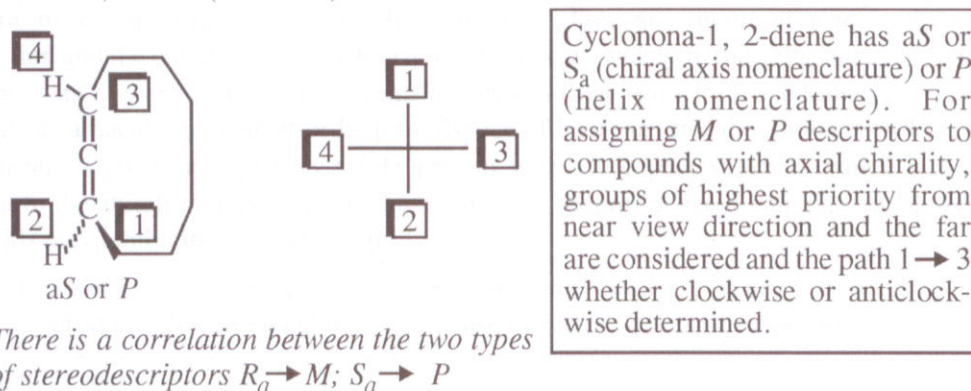 4
H
C
3
C
2
C
1
H
aS or P
1
4
3
2
Cyclonona-1, 2-diene has aS or
Sa (chiral axis nomenclature) or P
(helix nomenclature). For
assigning M or P descriptors to
compounds with axial chirality,
groups of highest priority from
near view direction and the far
are considered and the path 1→3
whether clockwise or anticlock-
wise determined.
There is a correlation between the two types
of stereodescriptors Ra→M; Sa→ P